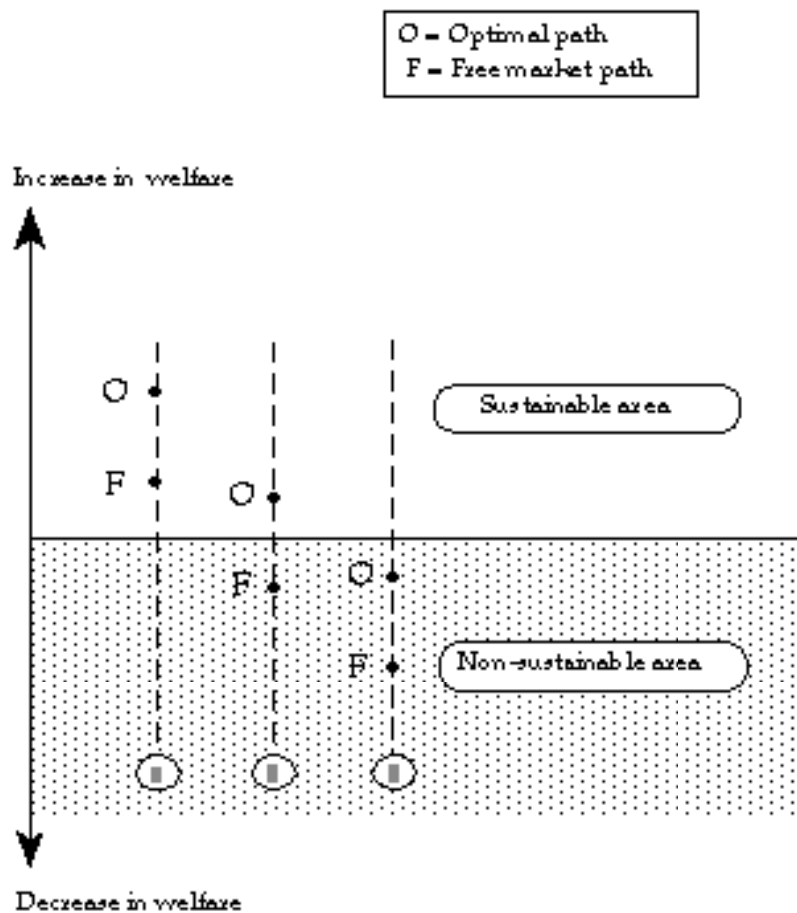 O = Optimal path
F = Free market path
Increase in welfare
O
F
O
Sustainable area
F
O
F
Non-sustainable area
Decrease in welfare